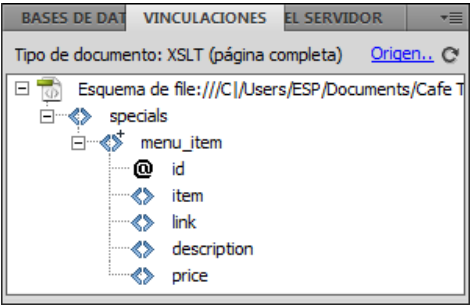 BASES DE DAT VINCULACIONES EL SERVIDOR
Tipo de documento: XSLT (página completa) Origen..
Esquema de file:///C|/Users/ESP/Documents/Cafe T
specials
menu_item
@ id
item
link
description
price